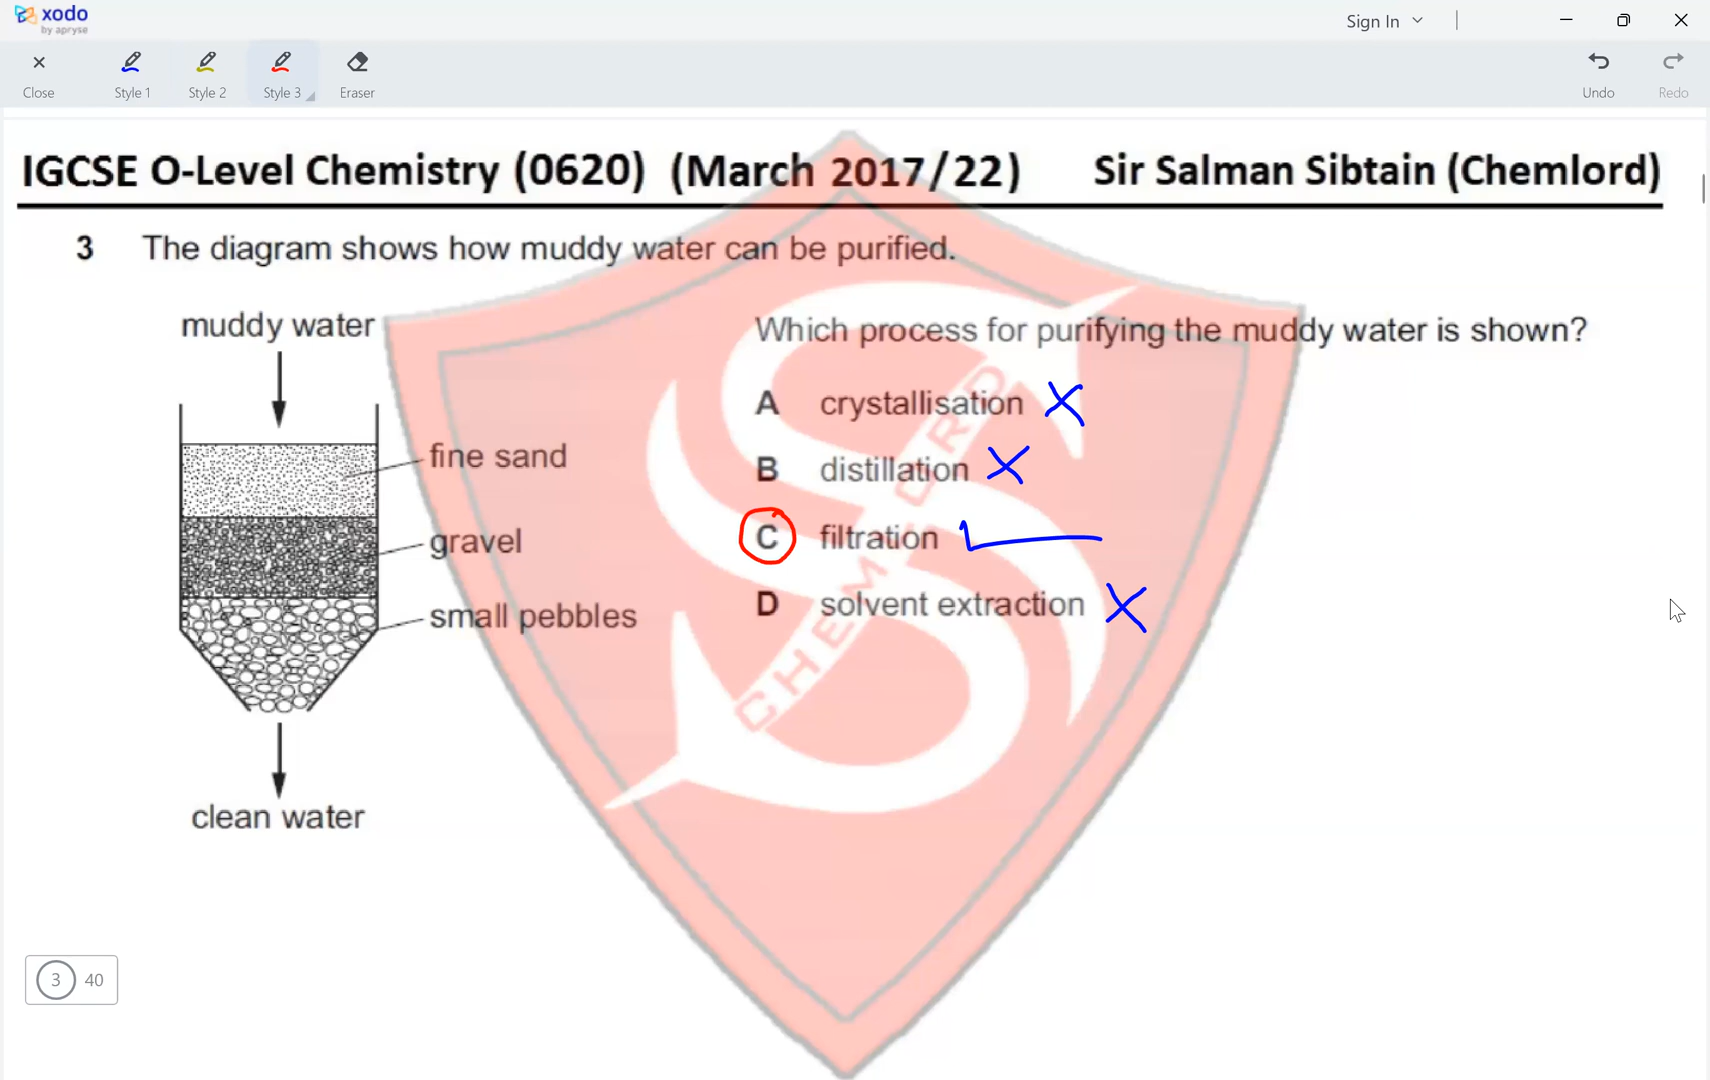 xodo
by apryse
Sign In
Close
Style 1
Style 2
Style 3
Eraser
Undo
Redo
IGCSE O-Level Chemistry (0620) (March 2017/22) Sir Salman Sibtain (Chemlord)
3 The diagram shows how muddy water can be purified.
muddy water
fine sand
gravel
small pebbles
clean water
Which process for purifying the muddy water is shown?
A crystallisation
B distillation
C filtration
D solvent extraction
CHEMLORD
3 40